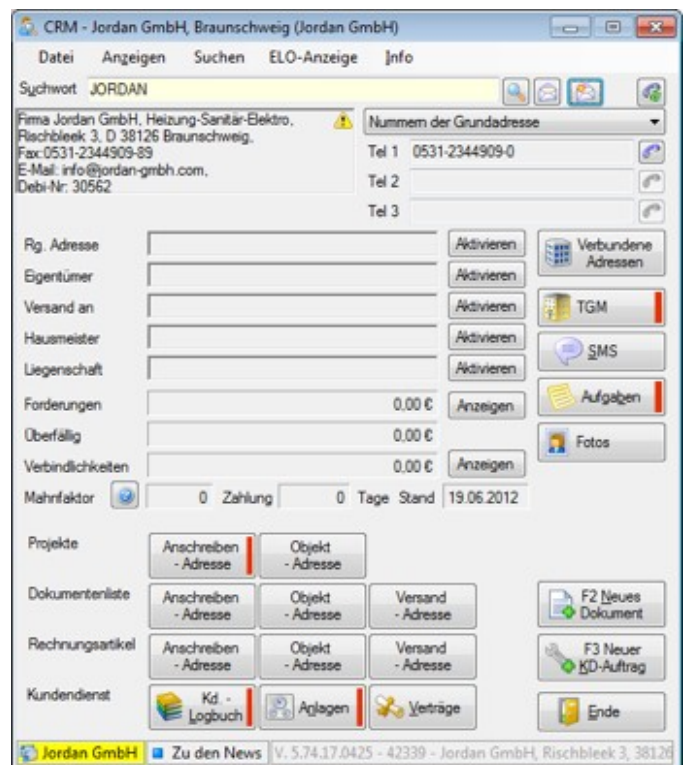 CRM - Jordan GmbH, Braunschweig (Jordan GmbH)
Datei Anzeigen Suchen ELO-Anzeige Info
Suchwort JORDAN
Firma Jordan GmbH, Heizung-Sanitär-Elektro,
Rischbleek 3, D 38126 Braunschweig,
Fax:0531-2344909-89
E-Mail: info@jordan-gmbh.com,
Debi-Nr: 30562
Nummern der Grundadresse
Tel 1 0531-2344909-0
Tel 2
Tel 3
Rg. Adresse Aktivieren
Eigentümer Aktivieren
Versand an Aktivieren
Hausmeister Aktivieren
Liegenschaft Aktivieren
Forderungen 0,00 € Anzeigen
Überfällig 0,00 €
Verbindlichkeiten 0,00 € Anzeigen
Mahnfaktor 0 Zahlung 0 Tage Stand 19.06.2012
Verbundene
Adressen
TGM
SMS
Aufgaben
Fotos
Projekte Anschreiben - Adresse Objekt - Adresse
Dokumentenliste Anschreiben - Adresse Objekt - Adresse Versand - Adresse
Rechnungsartikel Anschreiben - Adresse Objekt - Adresse Versand - Adresse
Kundendienst Kd. - Logbuch Anlagen Verträge
F2 Neues
Dokument
F3 Neuer
KD-Auftrag
Ende
Jordan GmbH Zu den News V. 5.74.17.0425 - 42339 - Jordan GmbH, Rischbleek 3, 38126